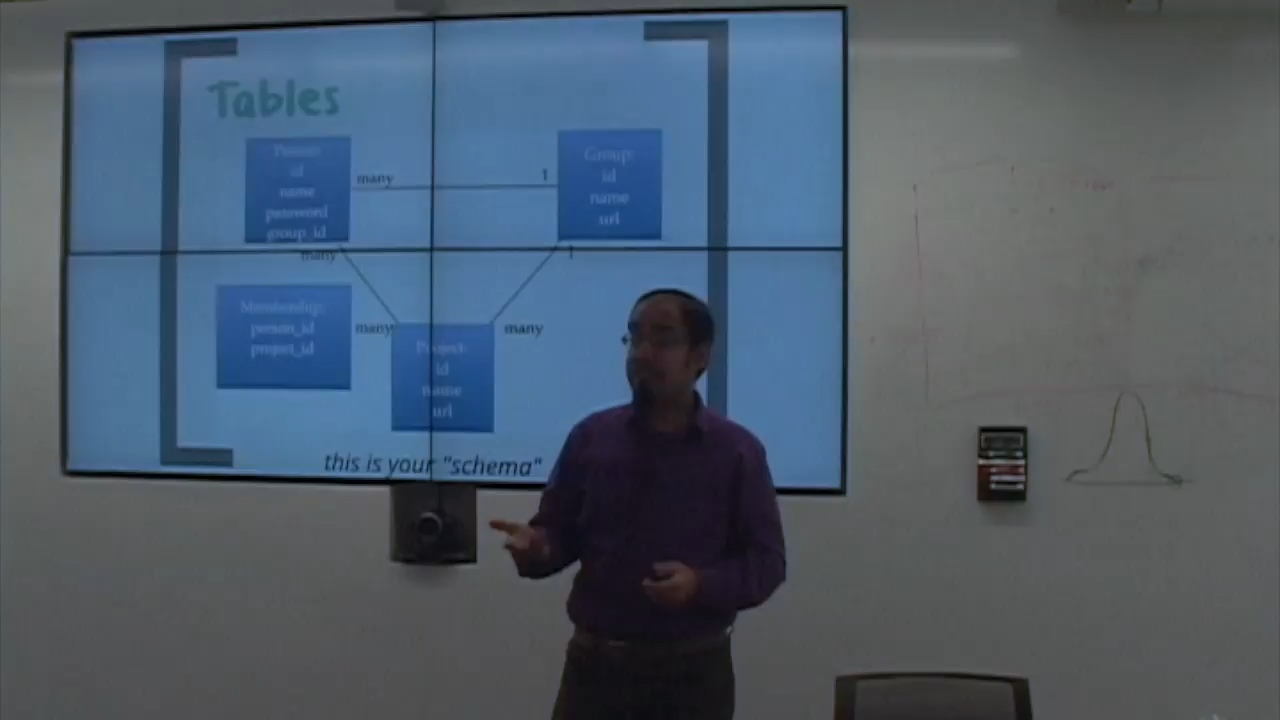 Tables
Person:
id
name
password
group_id
many
1
Group:
id
name
url
many
1
Membership:
person_id
project_id
many
many
Project:
id
name
url
this is your "schema"